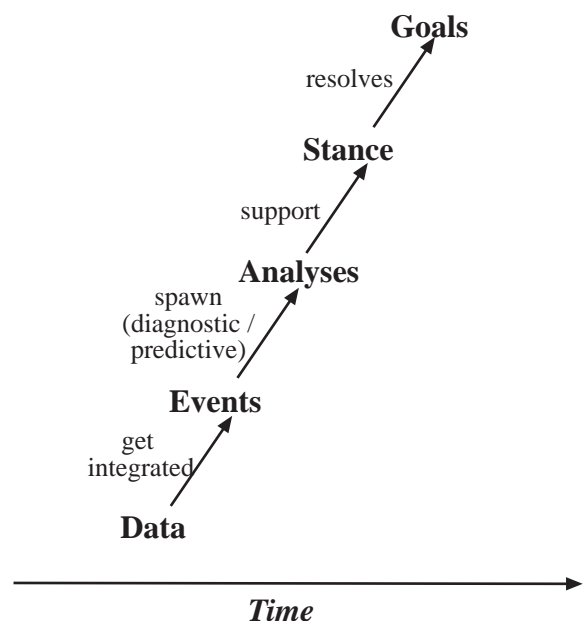 Goals
resolves
Stance
support
Analyses
spawn
(diagnostic /
predictive)
Events
get
integrated
Data
Time